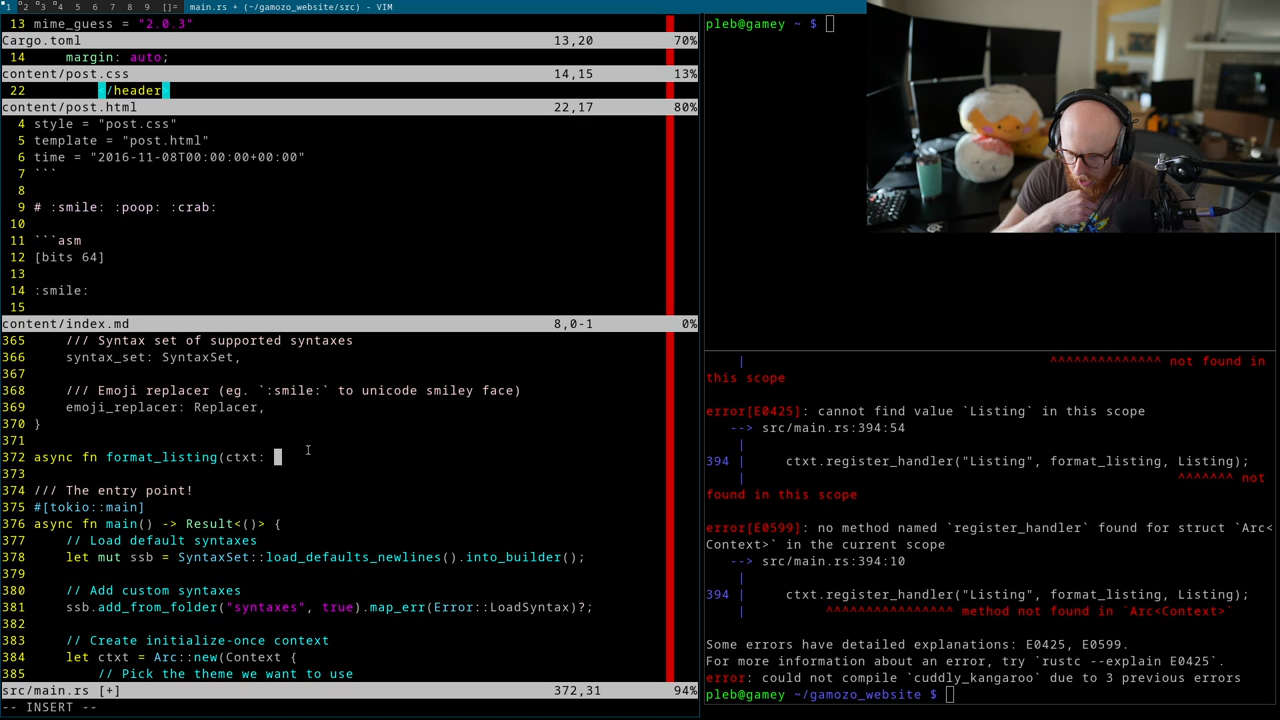 1 2 3 4 5 6 7 8 9 []= main.rs + (~/gamozo_website/src) - VIM
13 mime_guess = "2.0.3"
Cargo.toml 13,20 70%
14 margin: auto;
content/post.css 14,15 13%
22 </header>
content/post.html 22,17 80%
4 style = "post.css"
5 template = "post.html"
6 time = "2016-11-08T00:00:00+00:00"
7 ```
8
9 # :smile: :poop: :crab:
10
11 ```asm
12 [bits 64]
13
14 :smile:
15
content/index.md 8,0-1 0%
365 /// Syntax set of supported syntaxes
366 syntax_set: SyntaxSet,
367
368 /// Emoji replacer (eg. `:smile:` to unicode smiley face)
369 emoji_replacer: Replacer,
370 }
371
372 async fn format_listing(ctxt:
373
374 /// The entry point!
375 #[tokio::main]
376 async fn main() -> Result<()> {
377 // Load default syntaxes
378 let mut ssb = SyntaxSet::load_defaults_newlines().into_builder();
379
380 // Add custom syntaxes
381 ssb.add_from_folder("syntaxes", true).map_err(Error::LoadSyntax)?;
382
383 // Create initialize-once context
384 let ctxt = Arc::new(Context {
385 // Pick the theme we want to use
src/main.rs [+] 372,31 94%
-- INSERT --
pleb@gamey ~ $
| ^^^^^^^^^^^^^^ not found in
this scope
error[E0425]: cannot find value `Listing` in this scope
--> src/main.rs:394:54
|
394 | ctxt.register_handler("Listing", format_listing, Listing);
| ^^^^^^^ not
found in this scope
error[E0599]: no method named `register_handler` found for struct `Arc<
Context>` in the current scope
--> src/main.rs:394:10
|
394 | ctxt.register_handler("Listing", format_listing, Listing);
| ^^^^^^^^^^^^^^^^ method not found in `Arc<Context>`
Some errors have detailed explanations: E0425, E0599.
For more information about an error, try `rustc --explain E0425`.
error: could not compile `cuddly_kangaroo` due to 3 previous errors
pleb@gamey ~/gamozo_website $